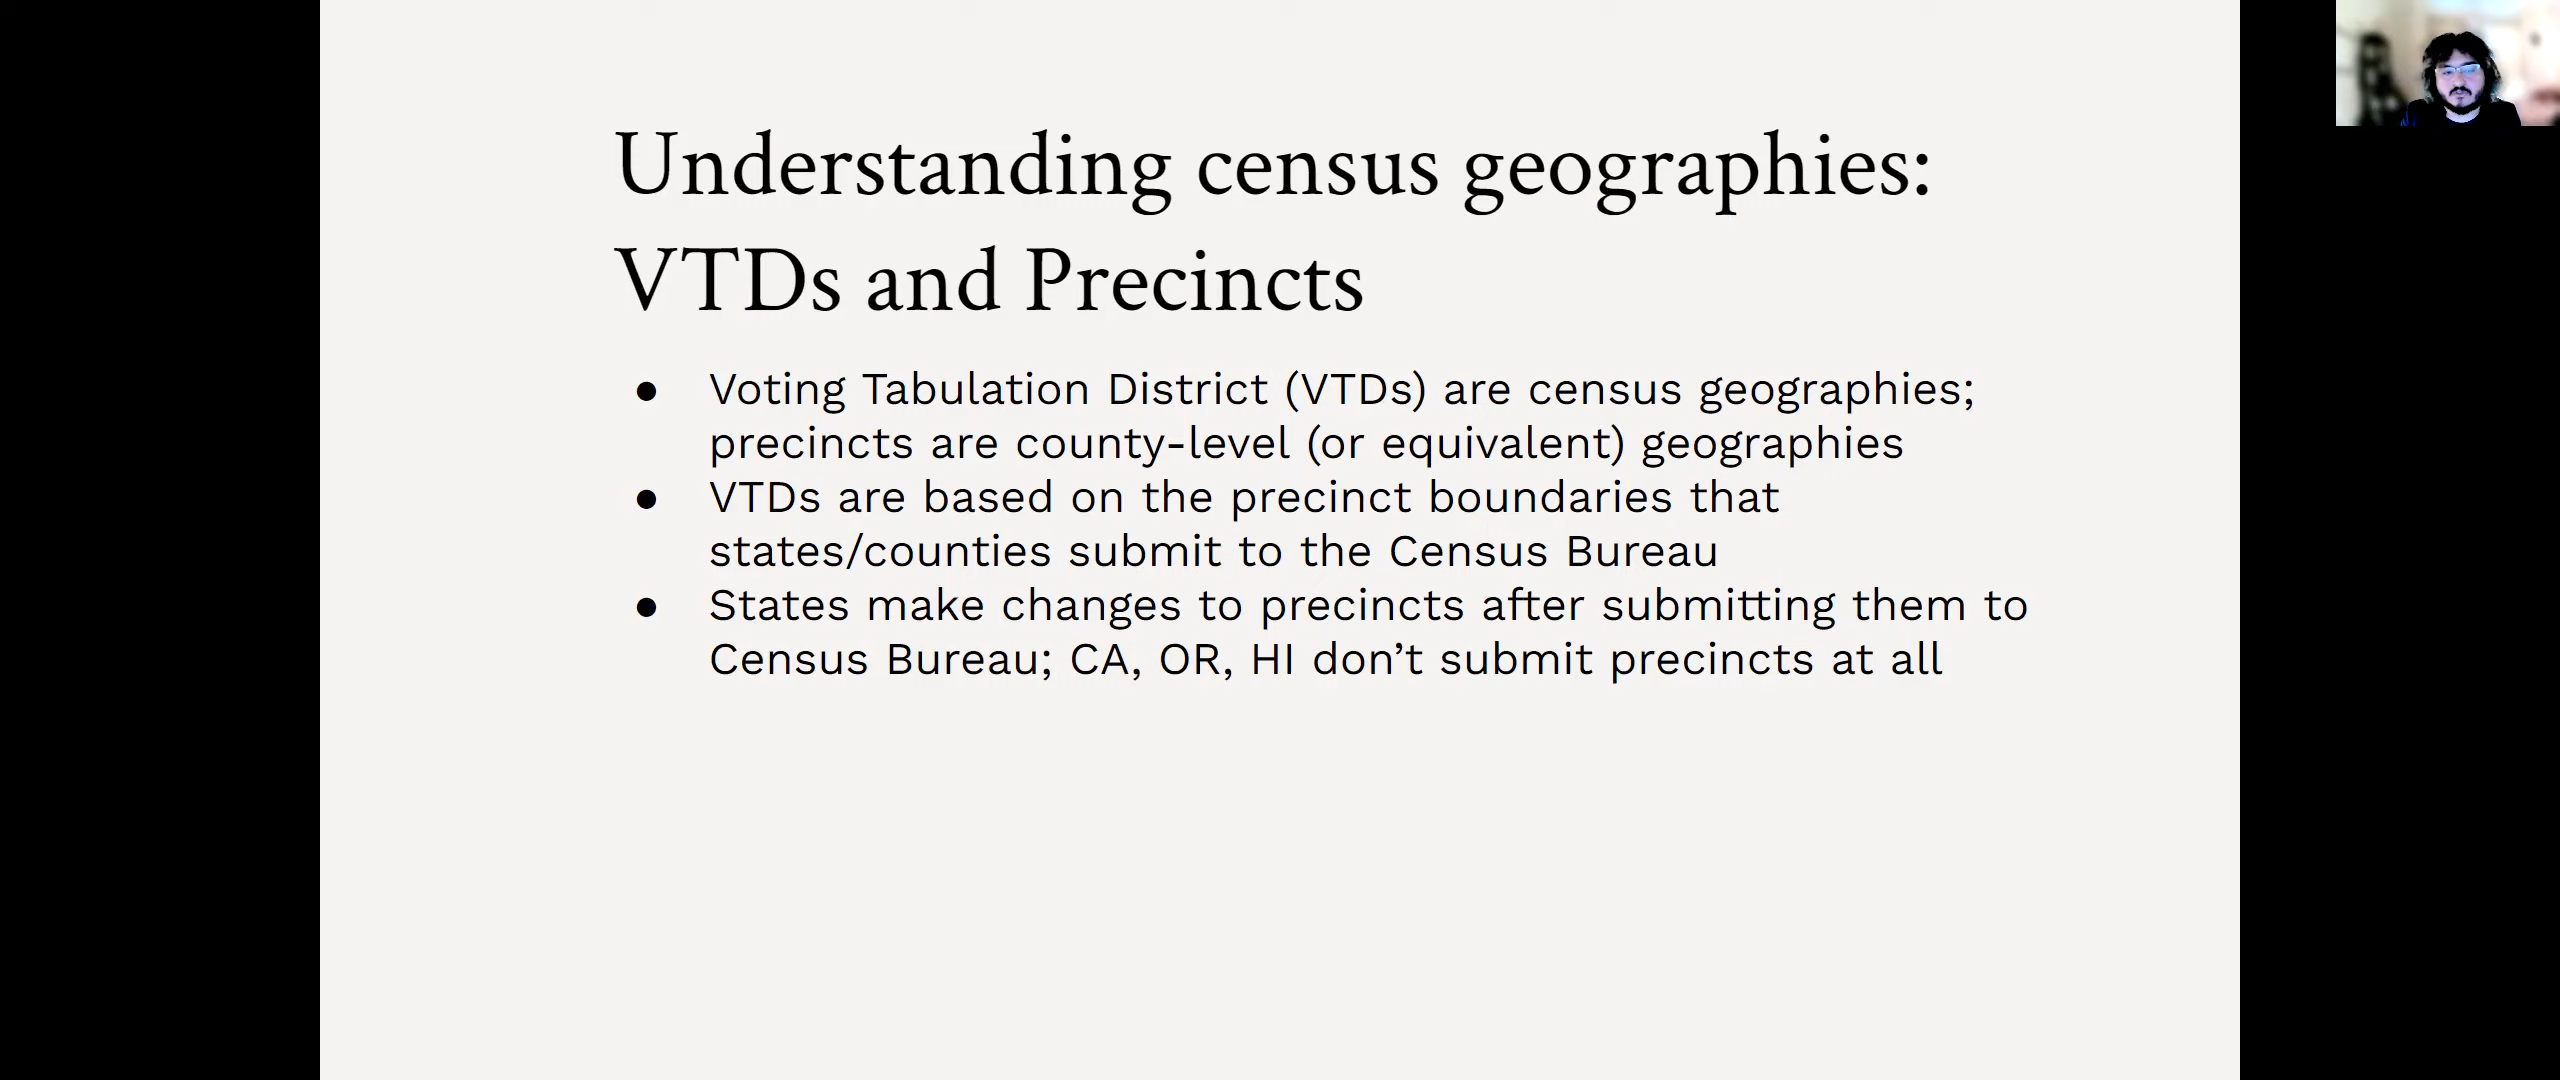 Understanding census geographies:
VTDs and Precincts
● Voting Tabulation District (VTDs) are census geographies;
precincts are county-level (or equivalent) geographies
● VTDs are based on the precinct boundaries that
states/counties submit to the Census Bureau
● States make changes to precincts after submitting them to
Census Bureau; CA, OR, HI don’t submit precincts at all